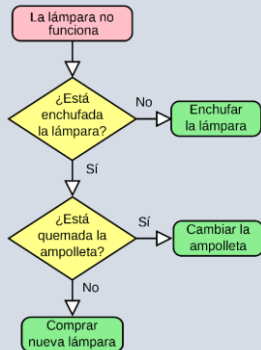 La lámpara no
funciona
¿Está
enchufada
la lámpara?
No
Enchufar
la lámpara
Sí
¿Está
quemada la
ampolleta?
Sí
Cambiar la
ampolleta
No
Comprar
nueva lámpara